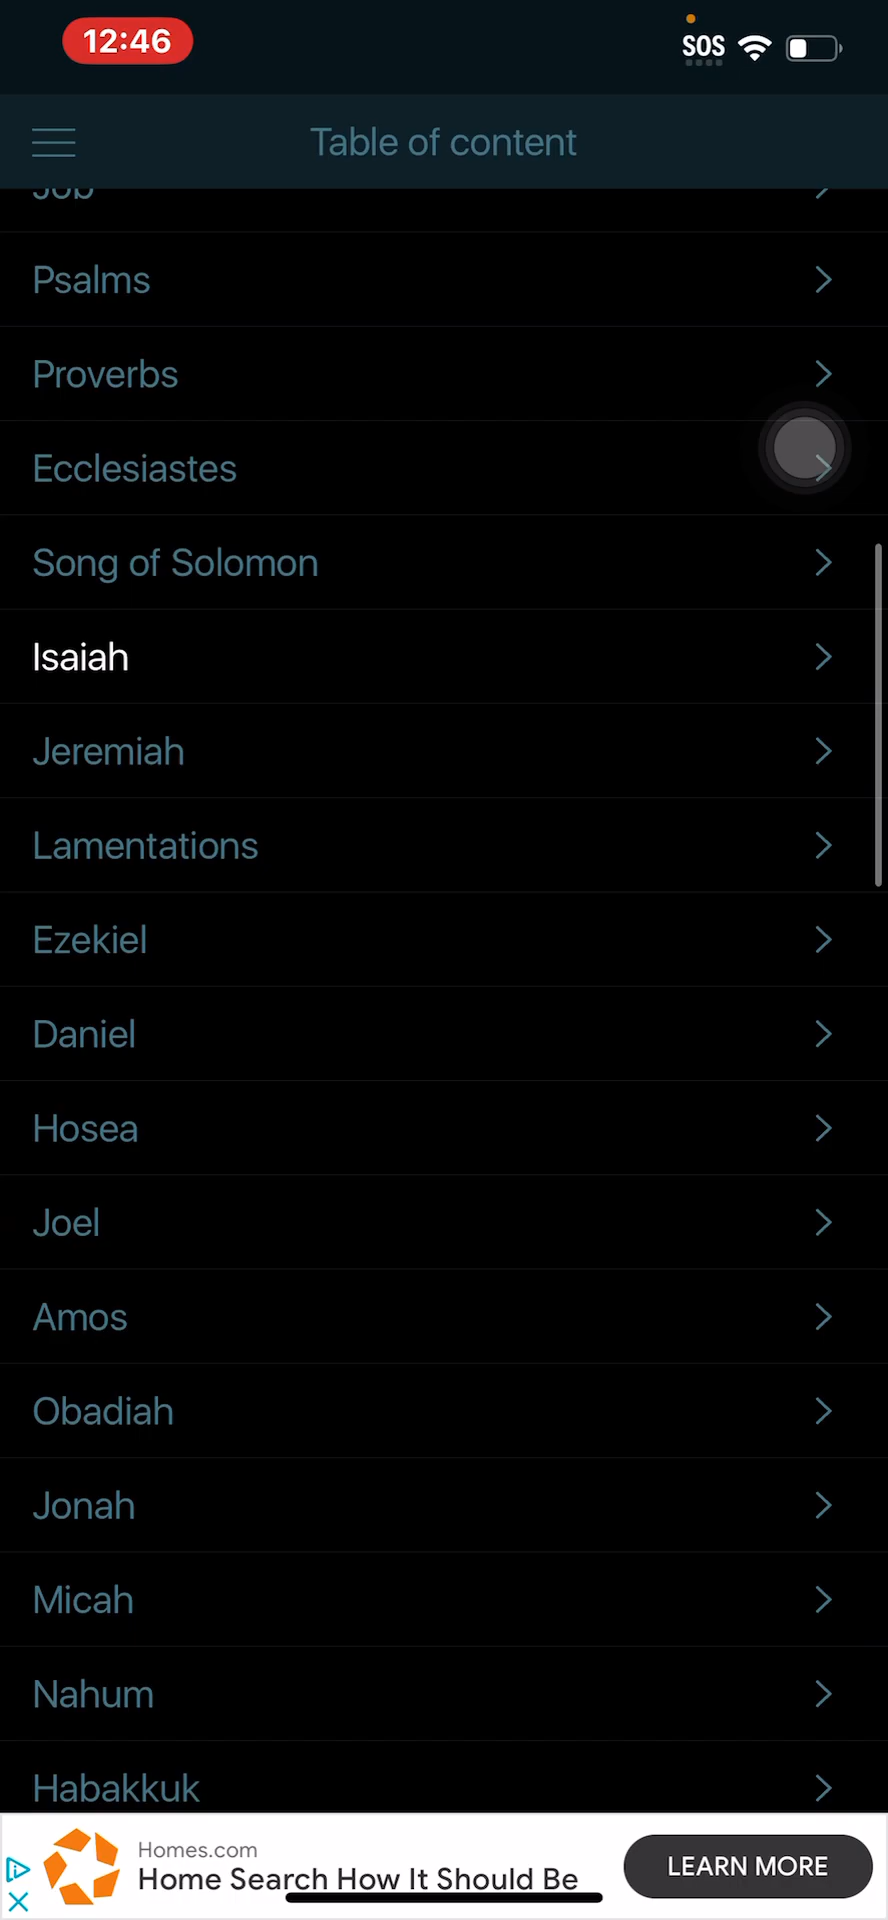 12:46
SOS
Table of content
Job
Psalms
Proverbs
Ecclesiastes
Song of Solomon
Isaiah
Jeremiah
Lamentations
Ezekiel
Daniel
Hosea
Joel
Amos
Obadiah
Jonah
Micah
Nahum
Habakkuk
Homes.com
Home Search How It Should Be
LEARN MORE